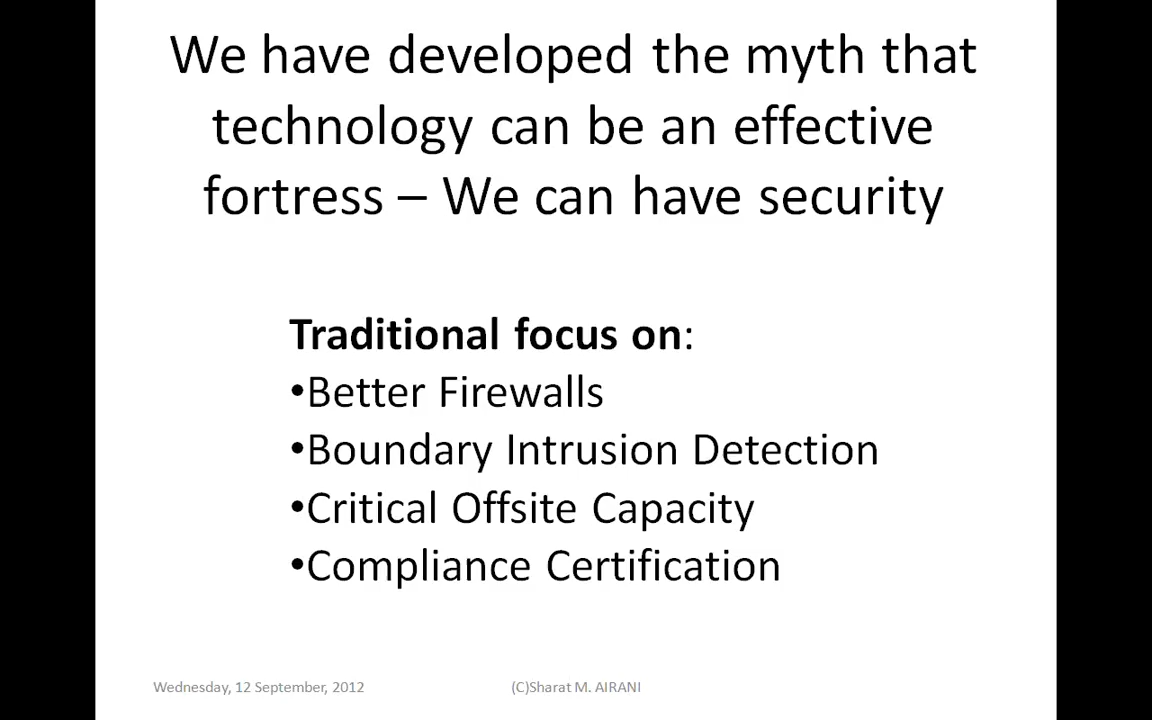 We have developed the myth that
technology can be an effective
fortress – We can have security
Traditional focus on:
•Better Firewalls
•Boundary Intrusion Detection
•Critical Offsite Capacity
•Compliance Certification
Wednesday, 12 September, 2012
(C)Sharat M. AIRANI